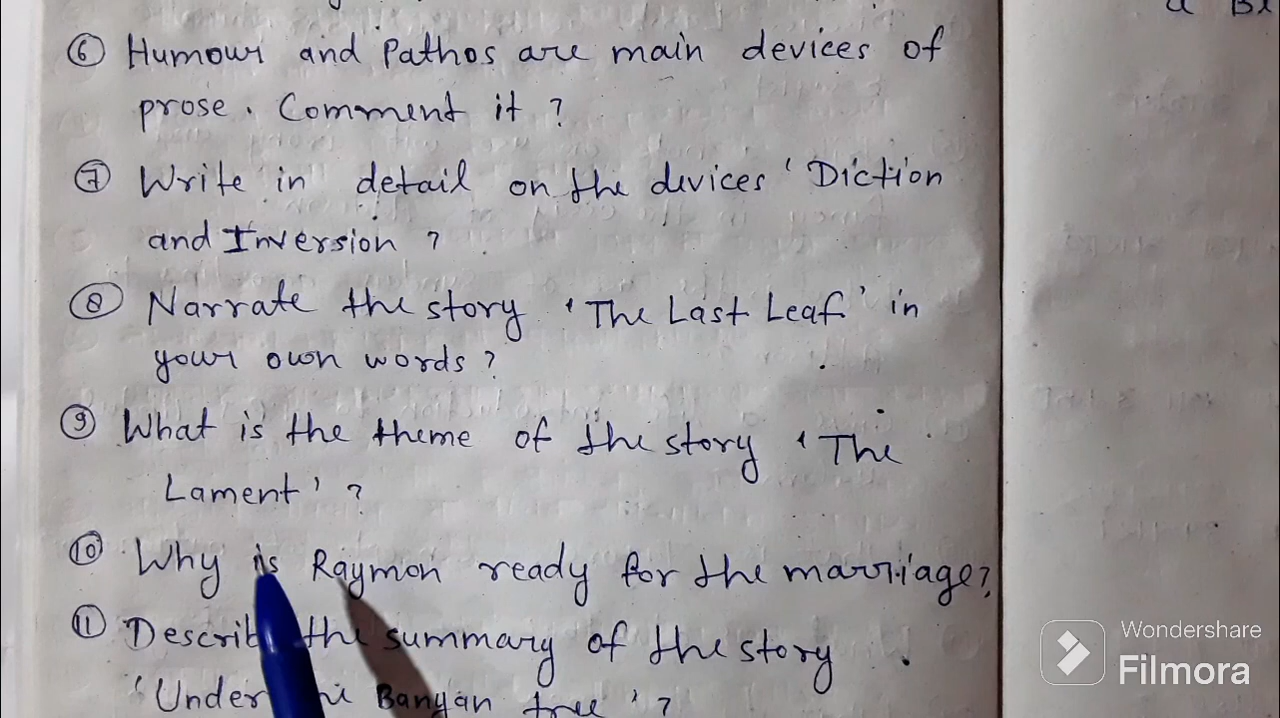 a
⑥ Humour and Pathos are main devices of
prose. Comment it ?
⑦ Write in detail on the devices 'Diction
and Inversion ?
⑧ Narrate the story 'The Last Leaf' in
your own words ?
⑨ What is the theme of the story 'The
Lament' ?
⑩ Why is Raymon ready for the marriage?
⑪ Describ the summary of the story
'Under Banyan tree' ?
Wondershare
Filmora